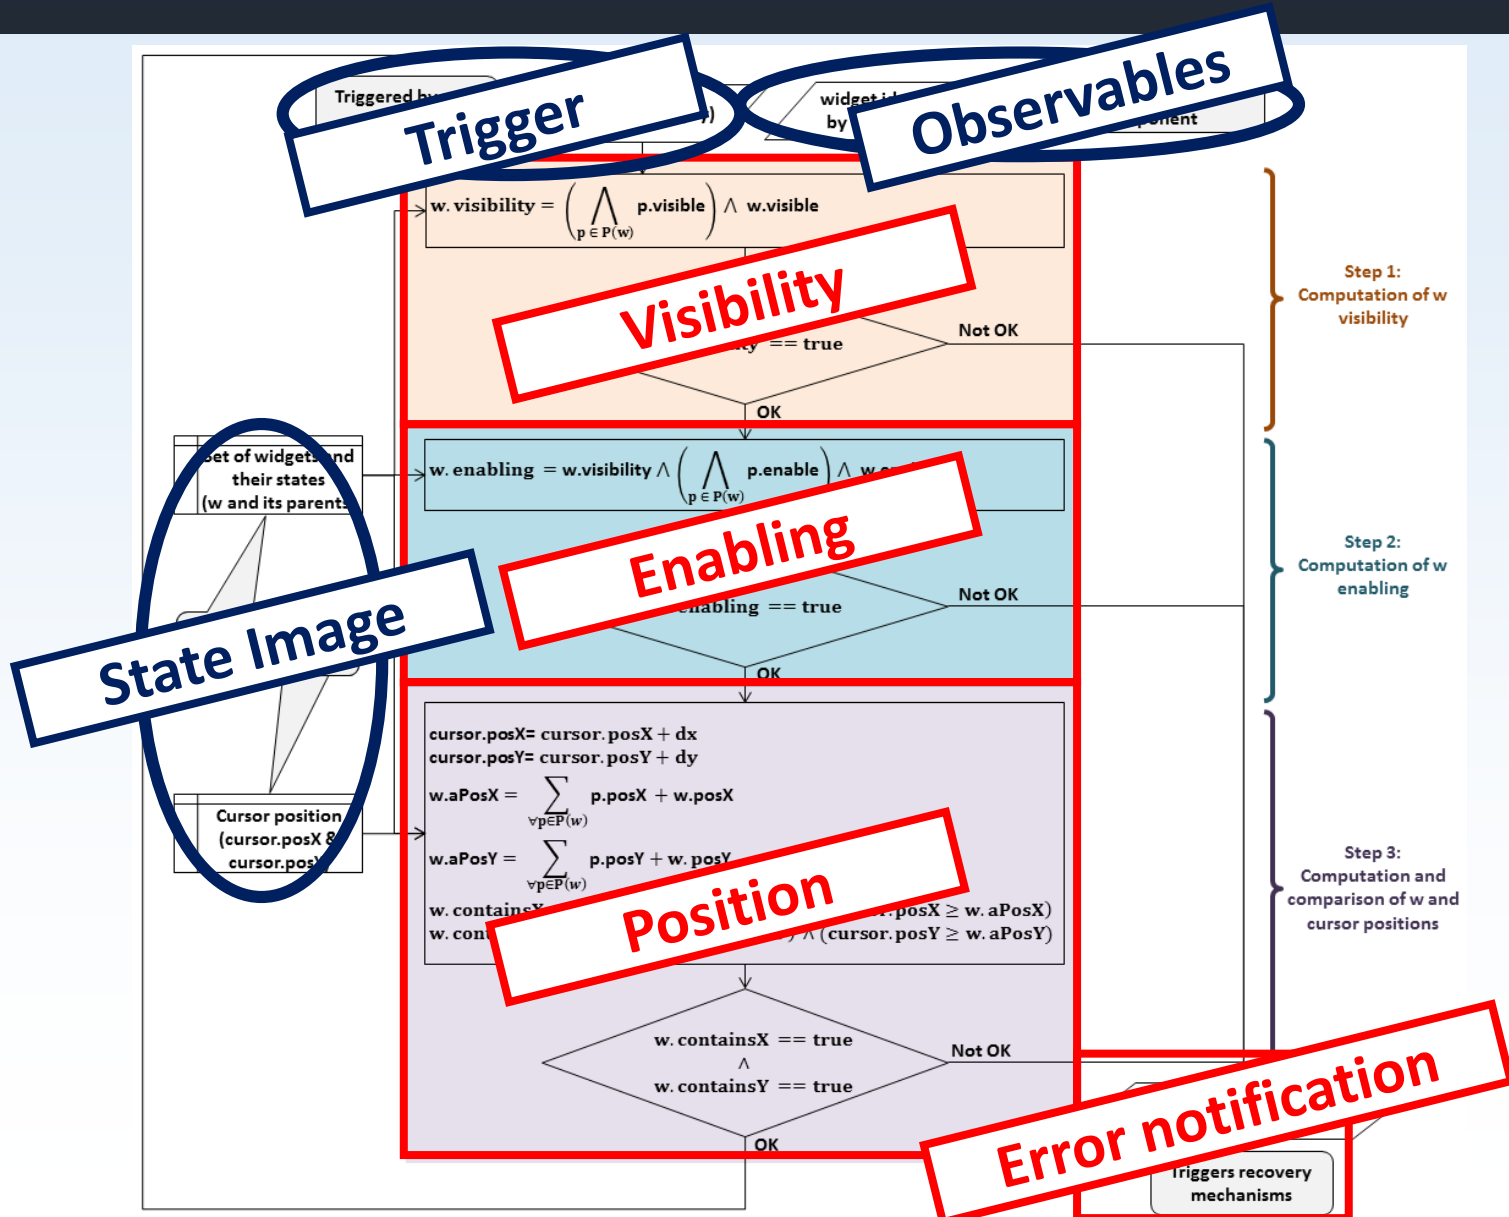 Triggered by
Trigger
widget
by
Observables
w. visibility = ( ⋀ p.visible ) ∧ w.visible
p ∈ P(w)
Visibility
== true
Not OK
OK
Step 1:
Computation of w
visibility
Set of widgets and
their states
(w and its parents
w. enabling = w.visibility ∧ ( ⋀ p.enable ) ∧
p ∈ P(w)
Enabling
enabling == true
Not OK
OK
Step 2:
Computation of w
enabling
State Image
Cursor position
(cursor.posX &
cursor.posY
cursor.posX= cursor. posX + dx
cursor.posY= cursor. posY + dy
w.aPosX = ∑ p.posX + w.posX
∀p∈P(w)
w.aPosY = ∑ p.posY + w. posY
∀p∈P(w)
w. containsX .posX ≥ w. aPosX)
w. ∧ (cursor. posY ≥ w. aPosY)
Position
Step 3:
Computation and
comparison of w and
cursor positions
w. containsX == true
∧
w. containsY == true
Not OK
OK
Error notification
Triggers recovery
mechanisms